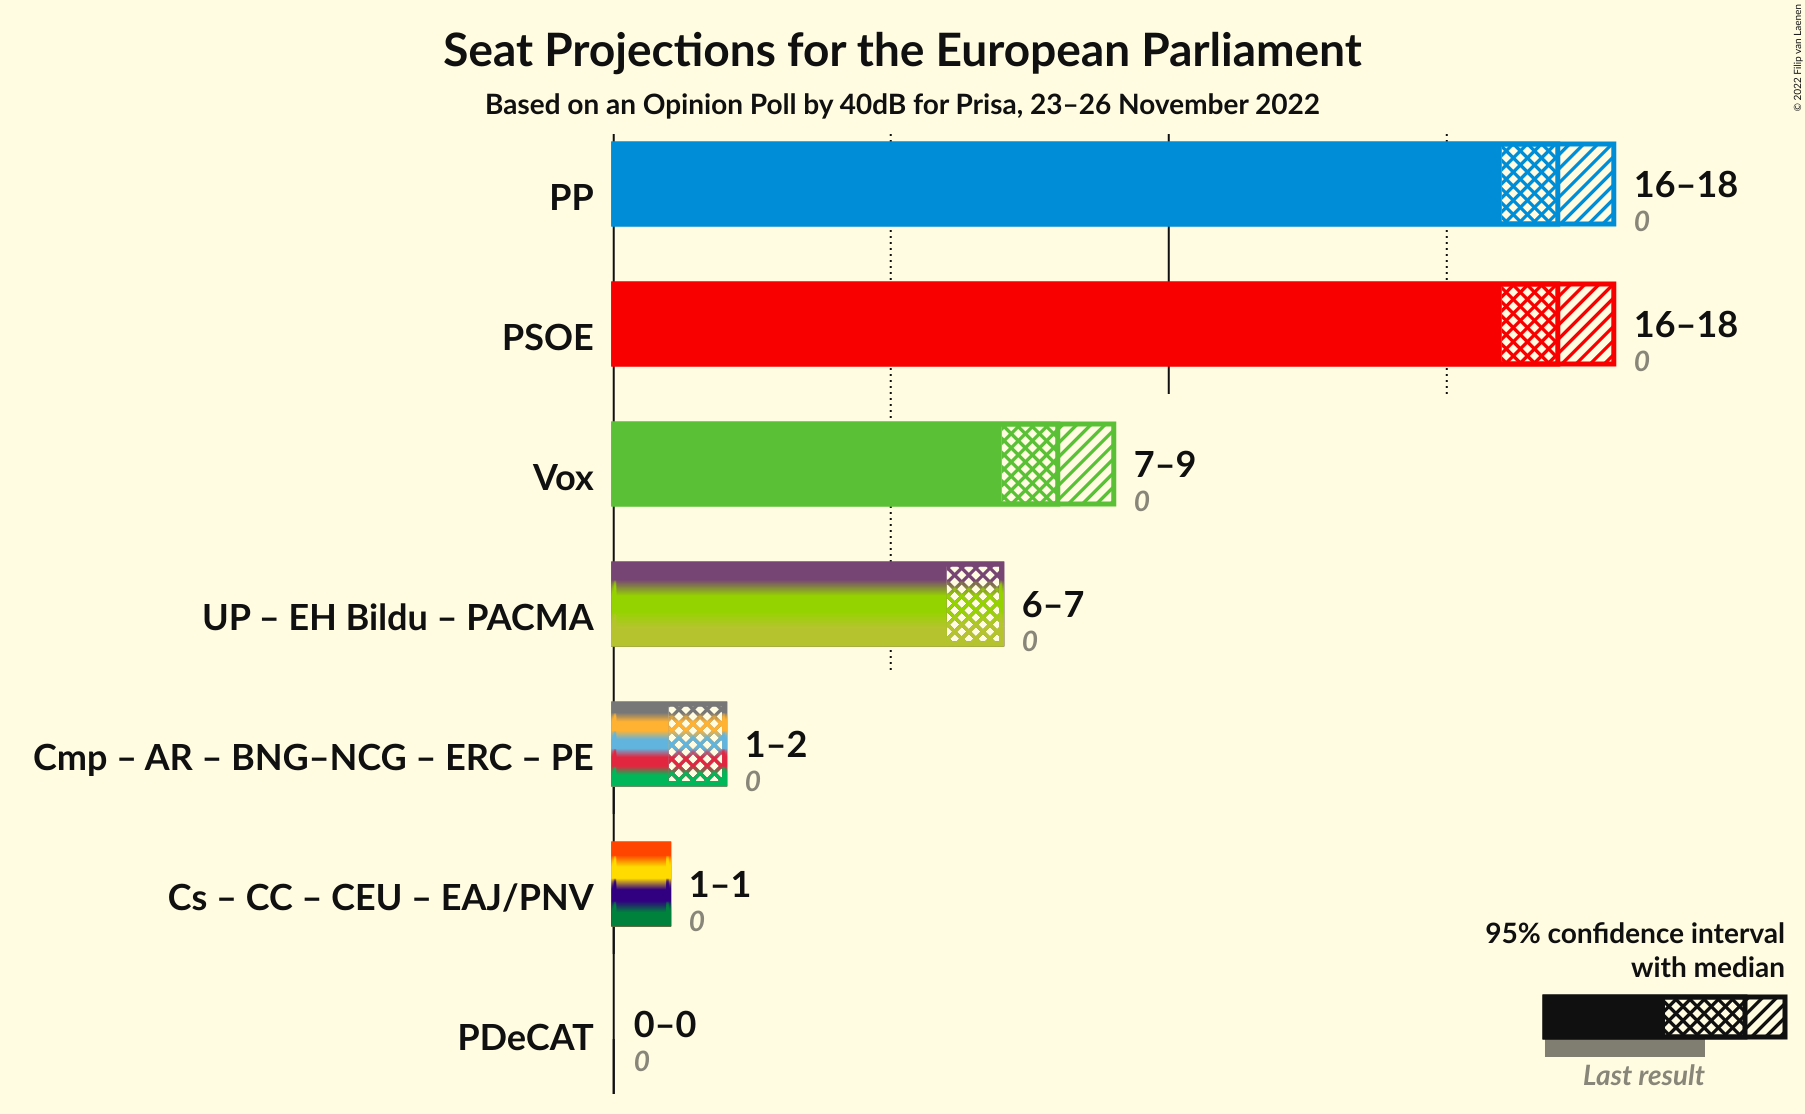 Seat Projections for the European Parliament
Based on an Opinion Poll by 40dB for Prisa, 23–26 November 2022
© 2022 Filip van Laenen
PP
16–18
0
PSOE
16–18
0
Vox
7–9
0
UP – EH Bildu – PACMA
6–7
0
Cmp – AR – BNG–NCG – ERC – PE
1–2
0
Cs – CC – CEU – EAJ/PNV
1–1
0
PDeCAT
0–0
0
95% confidence interval
with median
Last result